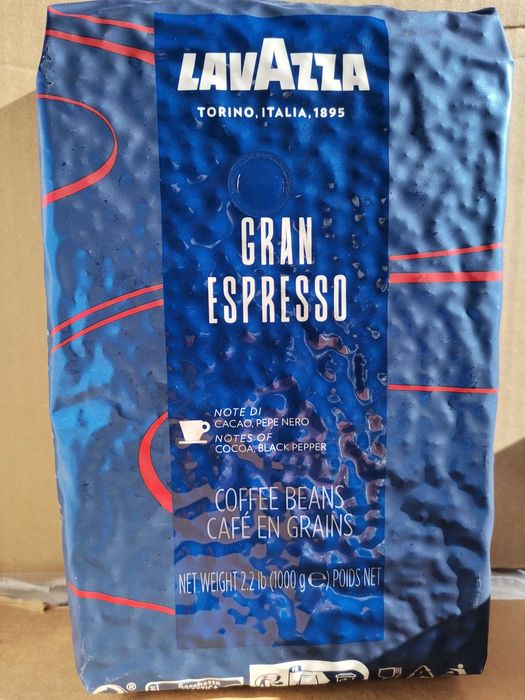 LAVAZZA
TORINO, ITALIA, 1895
GRAN
ESPRESSO
NOTE DI
CACAO, PEPE NERO
NOTES OF
COCOA, BLACK PEPPER
COFFEE BEANS
CAFÉ EN GRAINS
NET WEIGHT 2.2 lb (1000 g ℮) POIDS NET
Sacchetto